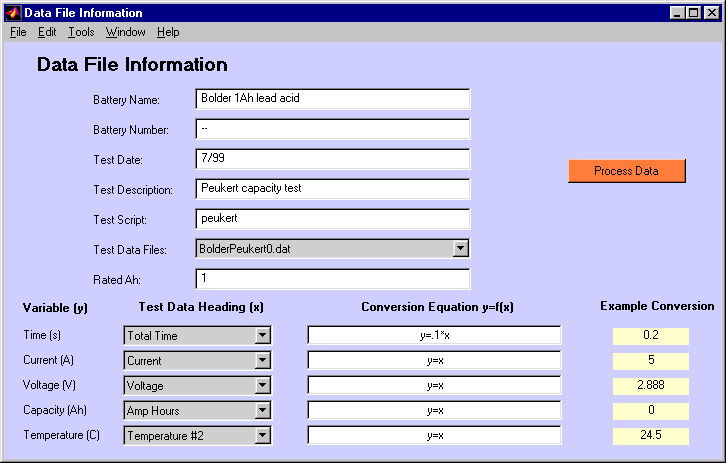 Data File Information
File Edit Tools Window Help
Data File Information
Battery Name: Bolder 1Ah lead acid
Battery Number: --
Test Date: 7/99
Process Data
Test Description: Peukert capacity test
Test Script: peukert
Test Data Files: BolderPeukert0.dat
Rated Ah: 1
Variable (y) Test Data Heading (x) Conversion Equation y=f(x) Example Conversion
Time (s) Total Time y=.1*x 0.2
Current (A) Current y=x 5
Voltage (V) Voltage y=x 2.888
Capacity (Ah) Amp Hours y=x 0
Temperature (C) Temperature #2 y=x 24.5